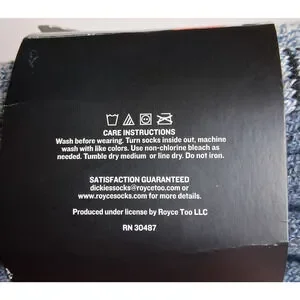 CARE INSTRUCTIONS
Wash before wearing. Turn socks inside out, machine
wash with like colors. Use non-chlorine bleach as
needed. Tumble dry medium or line dry. Do not iron.
SATISFACTION GUARANTEED
dickiessocks@roycetoo.com or
www.roycesocks.com for more details.
Produced under license by Royce Too LLC
RN 30487